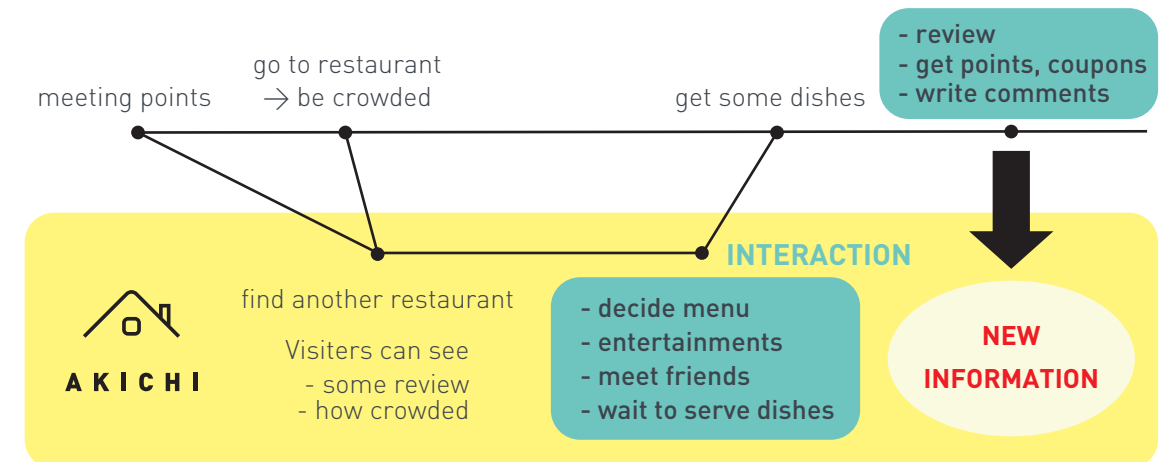 meeting points
go to restaurant
→ be crowded
get some dishes
- review
- get points, coupons
- write comments
INTERACTION
AKICHI
find another restaurant
Visiters can see
- some review
- how crowded
- decide menu
- entertainments
- meet friends
- wait to serve dishes
NEW
INFORMATION